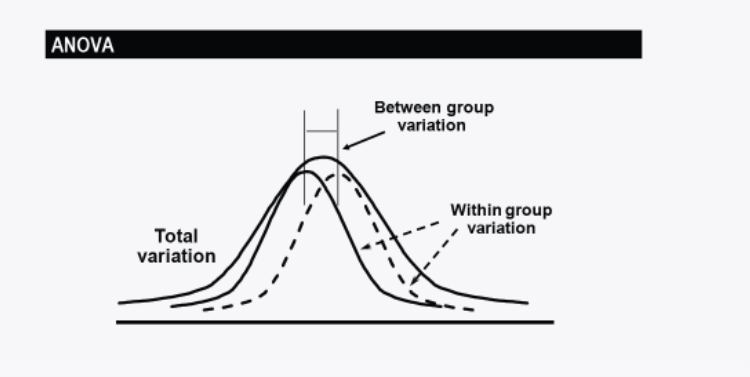 ANOVA
Between group
variation
Within group
variation
Total
variation